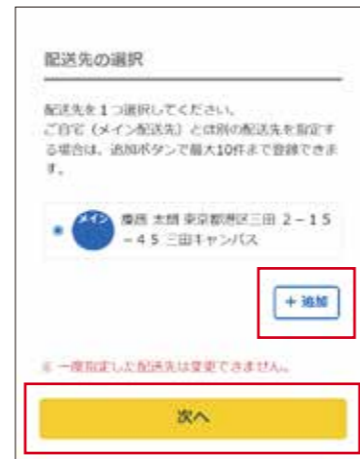 配送先の選択
配送先を１つ選択してください。
ご自宅（メイン配送先）とは別の配送先を指定す
る場合は、追加ボタンで最大10件まで登録できま
す。
メイン
慶應 太朗 東京都港区三田 ２－１５
－４５ 三田キャンパス
＋ 追加
※ 一度指定した配送先は変更できません。
次へ